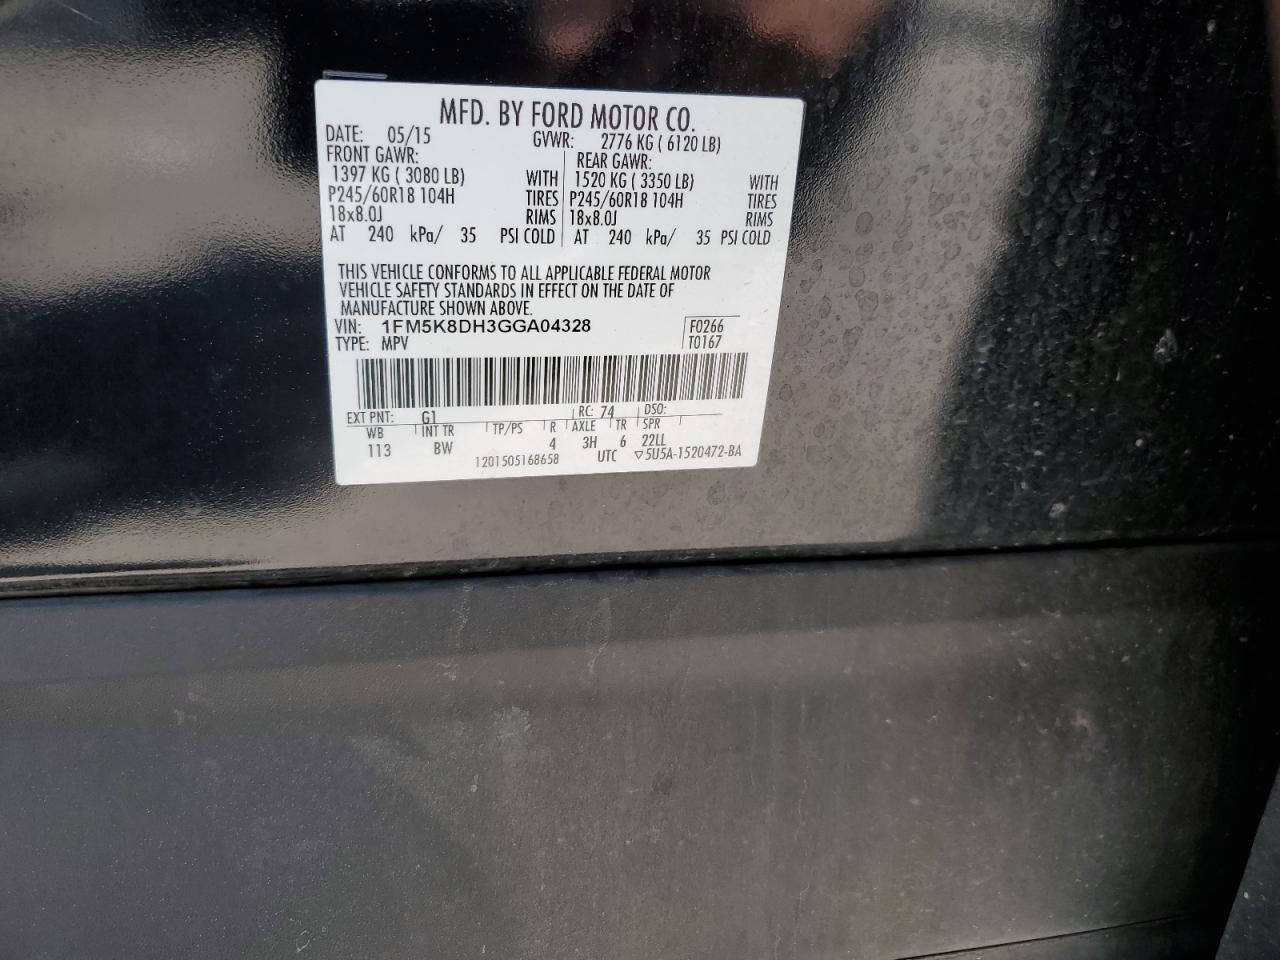 MFD. BY FORD MOTOR CO.
DATE: 05/15 GVWR: 2776 KG ( 6120 LB)
FRONT GAWR: REAR GAWR:
1397 KG ( 3080 LB) WITH 1520 KG ( 3350 LB) WITH
P245/60R18 104H TIRES P245/60R18 104H TIRES
18x8.0J RIMS 18x8.0J RIMS
AT 240 kPa/ 35 PSI COLD AT 240 kPa/ 35 PSI COLD
THIS VEHICLE CONFORMS TO ALL APPLICABLE FEDERAL MOTOR
VEHICLE SAFETY STANDARDS IN EFFECT ON THE DATE OF
MANUFACTURE SHOWN ABOVE.
VIN: 1FM5K8DH3GGA04328 F0266
TYPE: MPV T0167
EXT PNT: G1 RC: 74 DSO:
WB INT TR TP/PS R AXLE TR SPR
113 BW 4 3H 6 22LL
1201505168658 UTC ▽5U5A-1520472-BA